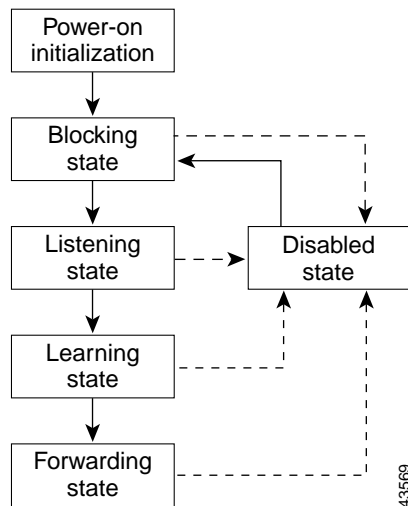 Power-on
initialization
Blocking
state
Listening
state
Disabled
state
Learning
state
Forwarding
state
43569